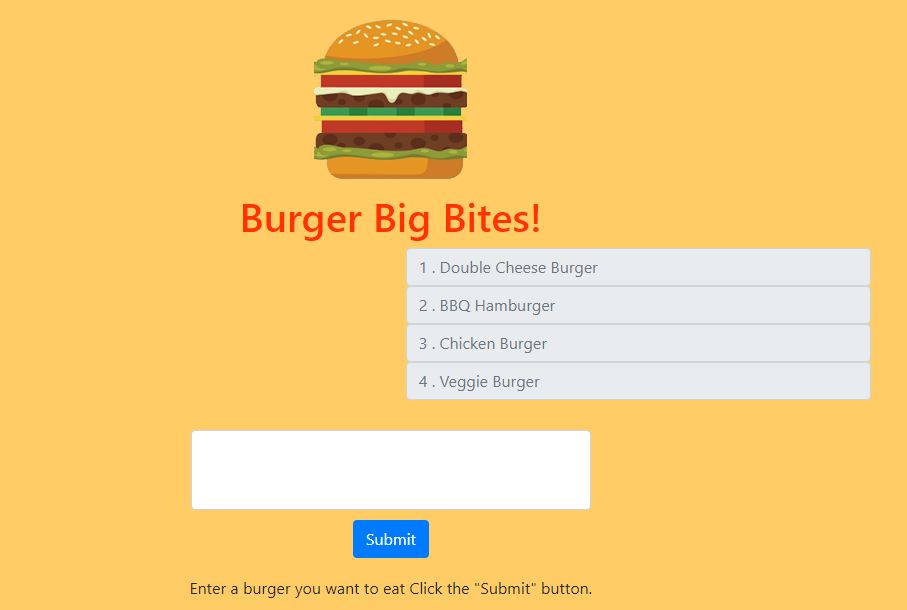 Burger Big Bites!
1 . Double Cheese Burger
2 . BBQ Hamburger
3 . Chicken Burger
4 . Veggie Burger
Submit
Enter a burger you want to eat Click the "Submit" button.